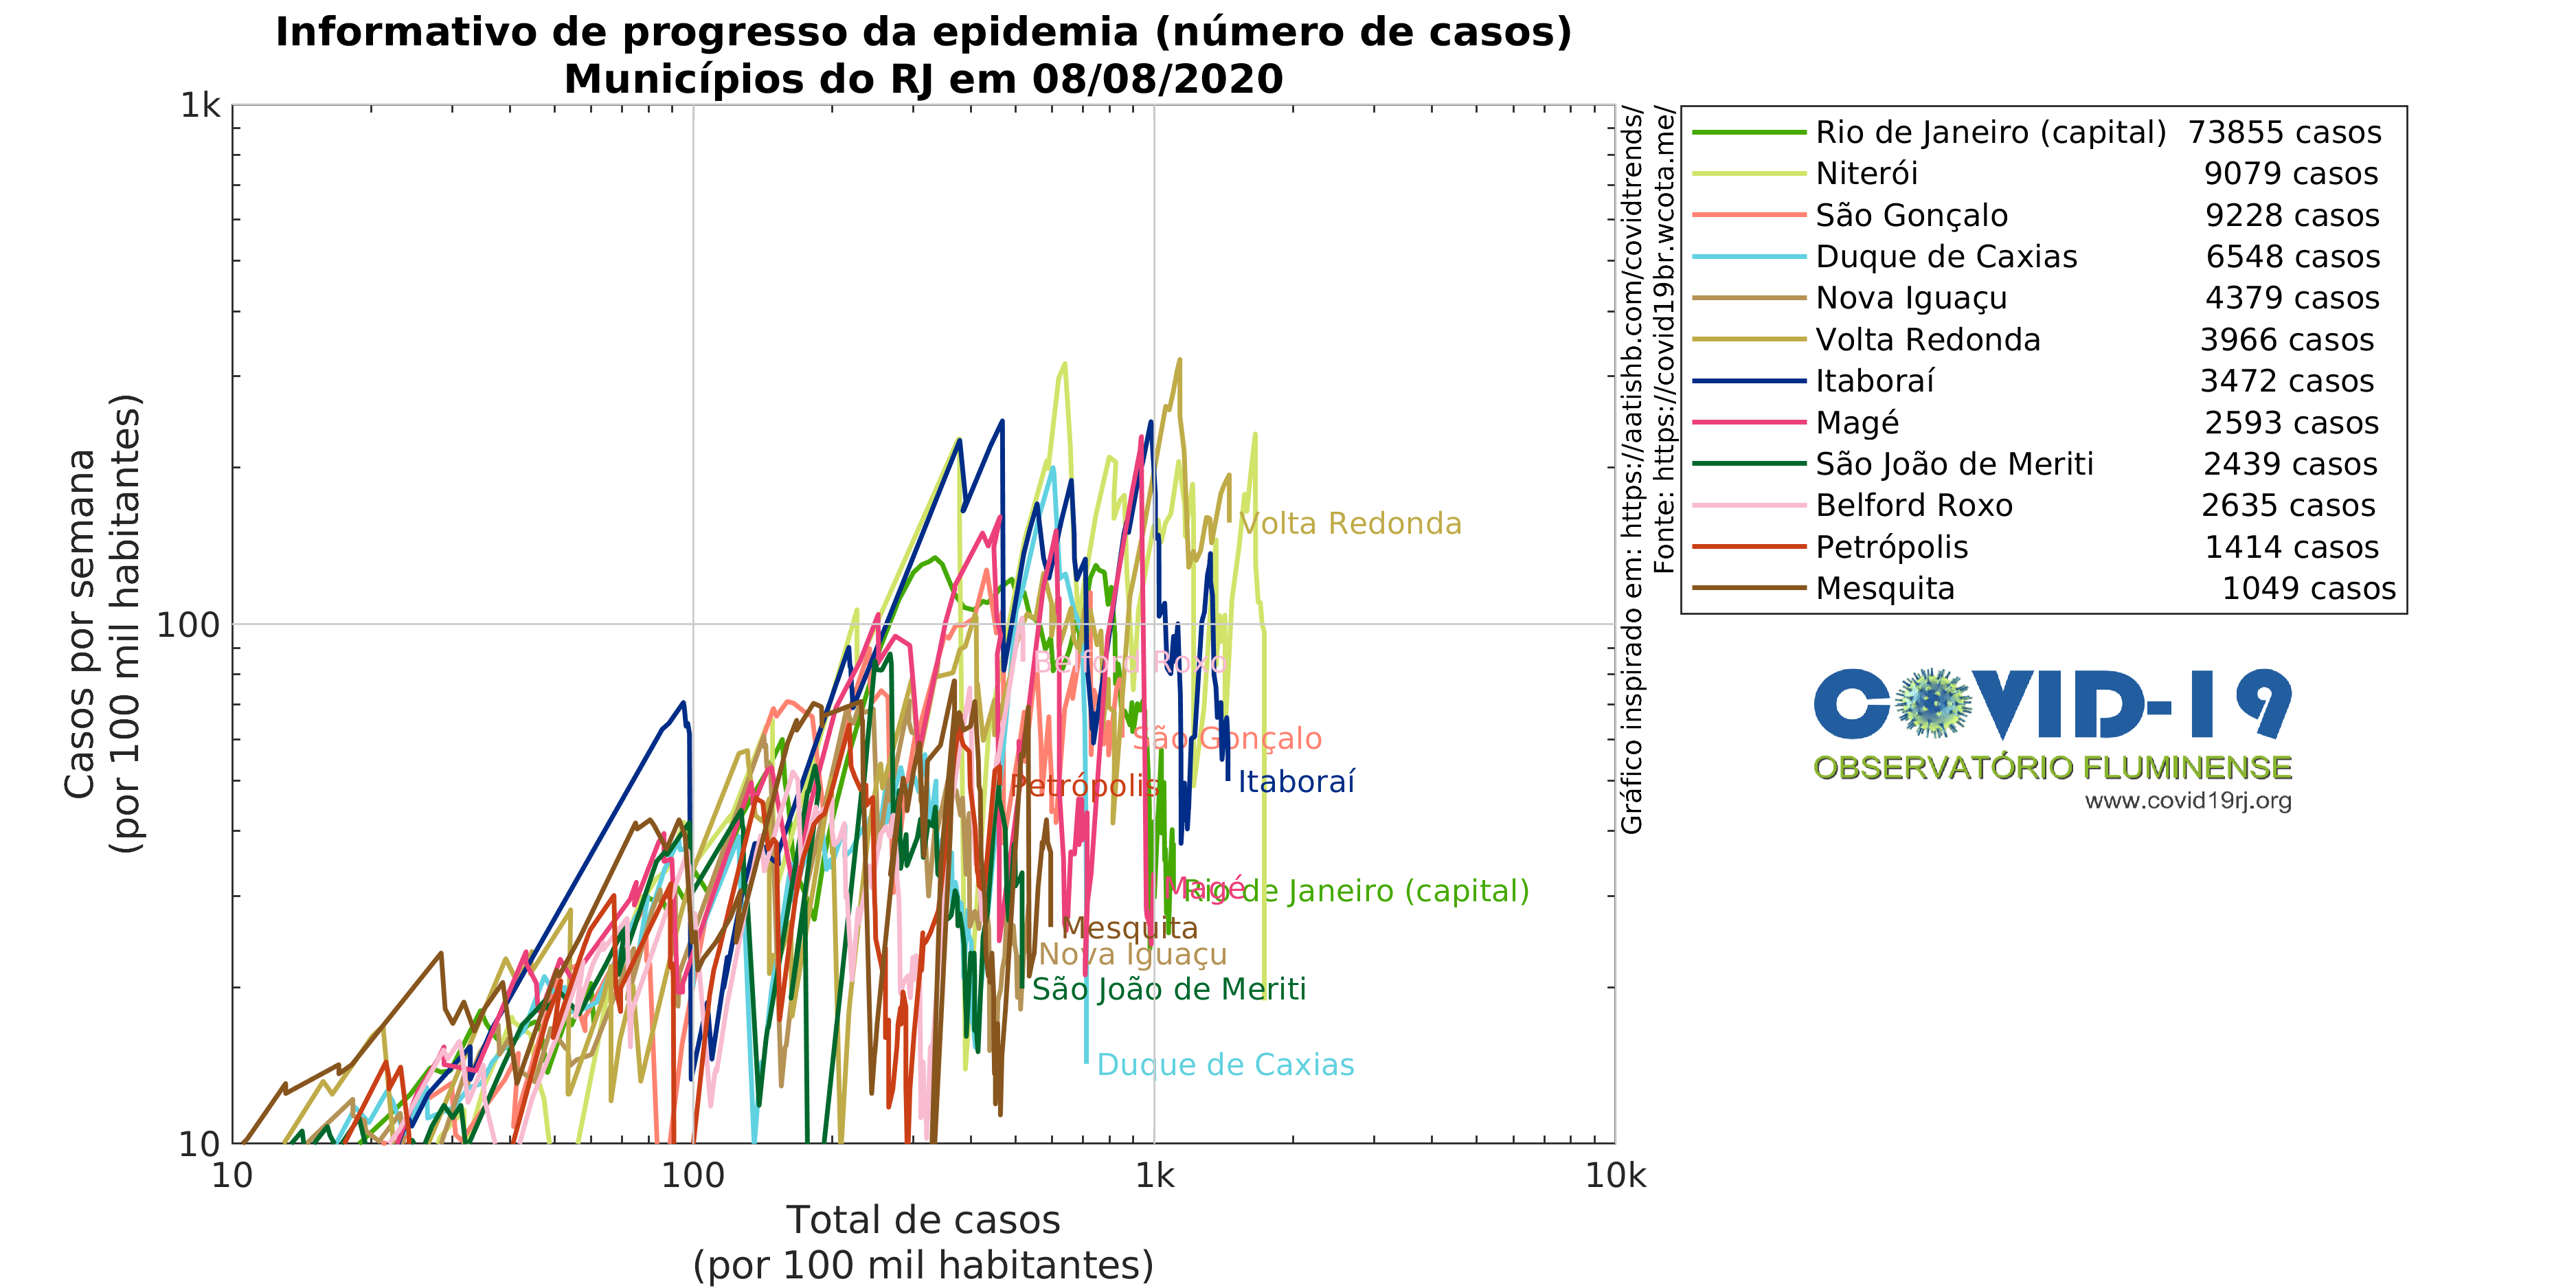 Informativo de progresso da epidemia (número de casos)
Municípios do RJ em 08/08/2020
1k
100
10
Casos por semana
(por 100 mil habitantes)
10
100
1k
10k
Total de casos
(por 100 mil habitantes)
Volta Redonda
Belford Roxo
São Gonçalo
Itaboraí
Petrópolis
Magé
Rio de Janeiro (capital)
Mesquita
Nova Iguaçu
São João de Meriti
Duque de Caxias
Gráfico inspirado em: https://aatishb.com/covidtrends/
Fonte: https://covid19br.wcota.me/
Rio de Janeiro (capital) 73855 casos
Niterói 9079 casos
São Gonçalo 9228 casos
Duque de Caxias 6548 casos
Nova Iguaçu 4379 casos
Volta Redonda 3966 casos
Itaboraí 3472 casos
Magé 2593 casos
São João de Meriti 2439 casos
Belford Roxo 2635 casos
Petrópolis 1414 casos
Mesquita 1049 casos
COVID-19
OBSERVATÓRIO FLUMINENSE
www.covid19rj.org